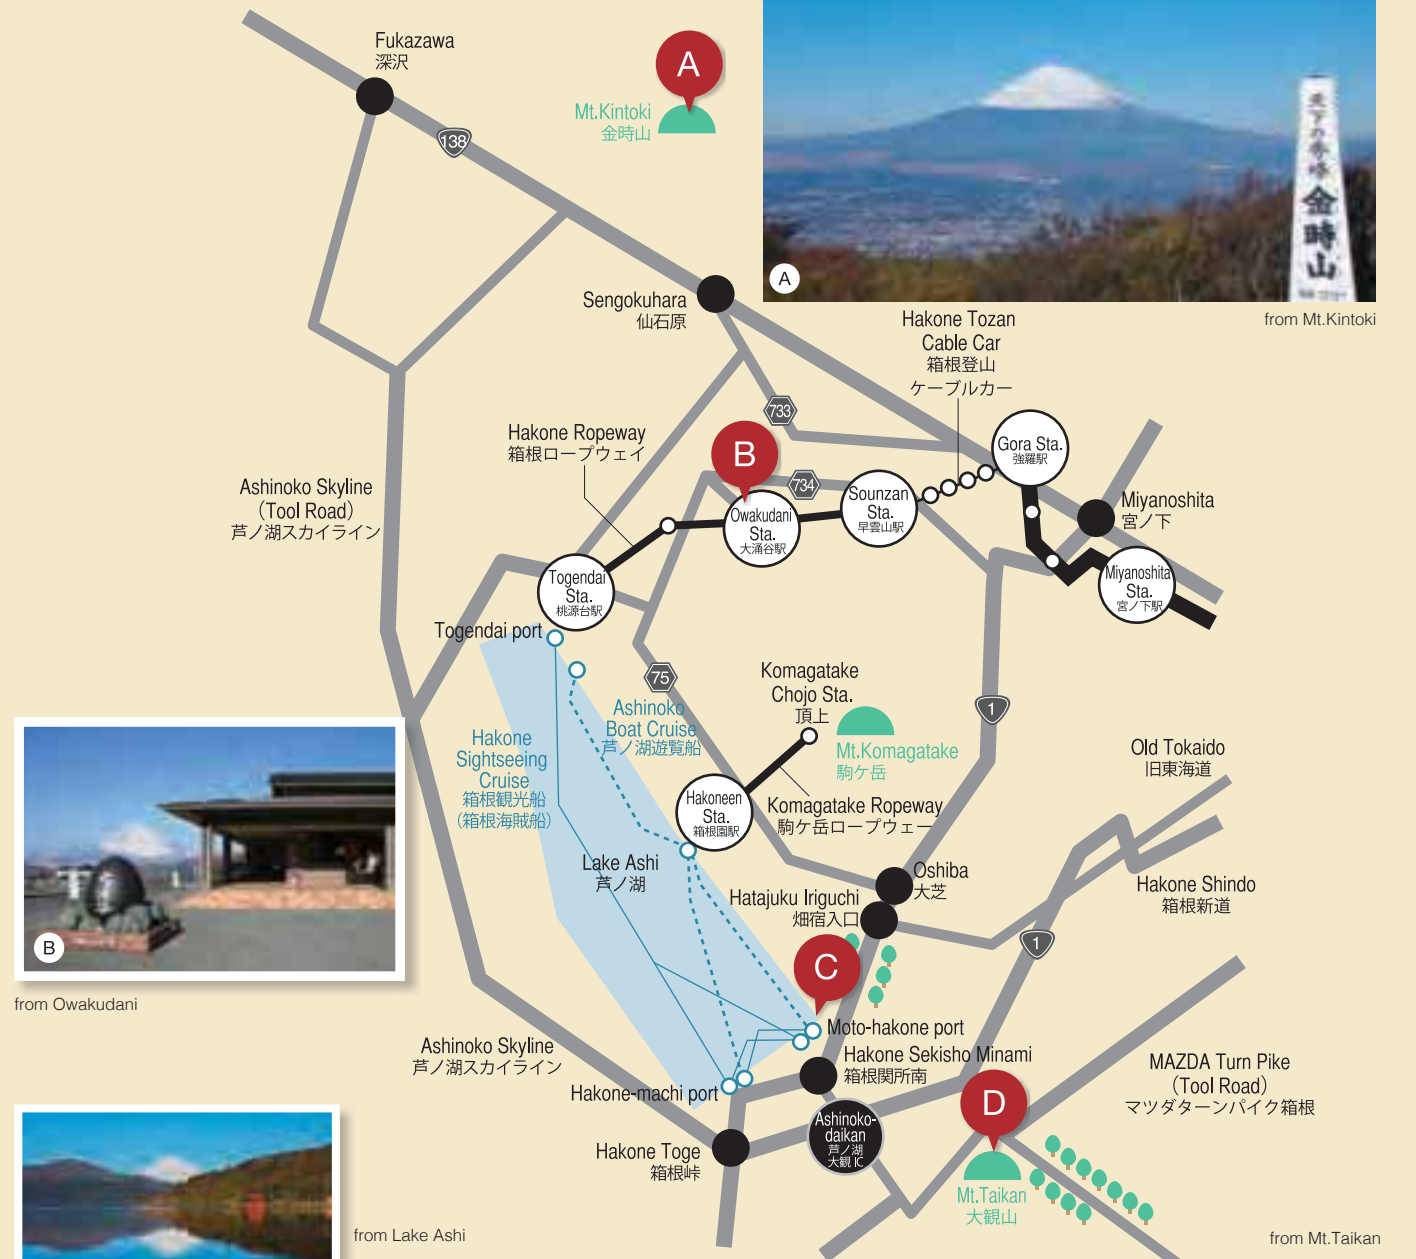 Fukazawa
深沢
A
Mt.Kintoki
金時山
138
天下の秀峰
金時山
A
from Mt.Kintoki
Sengokuhara
仙石原
Hakone Tozan
Cable Car
箱根登山
ケーブルカー
733
Hakone Ropeway
箱根ロープウェイ
B
734
Gora Sta.
強羅駅
Ashinoko Skyline
(Tool Road)
芦ノ湖スカイライン
Owakudani
Sta.
大涌谷駅
Sounzan
Sta.
早雲山駅
Miyanoshita
宮ノ下
Togendai
Sta.
桃源台駅
Miyanoshita
Sta.
宮ノ下駅
Togendai port
75
Komagatake
Chojo Sta.
頂上
1
Ashinoko
Boat Cruise
芦ノ湖遊覧船
Hakone
Sightseeing
Cruise
箱根観光船
(箱根海賊船)
Mt.Komagatake
駒ケ岳
Old Tokaido
旧東海道
Hakoneen
Sta.
箱根園駅
Komagatake Ropeway
駒ケ岳ロープウェー
Lake Ashi
芦ノ湖
Oshiba
大芝
Hatajuku Iriguchi
畑宿入口
Hakone Shindo
箱根新道
1
B
from Owakudani
C
Moto-hakone port
Hakone Sekisho Minami
箱根関所南
Ashinoko Skyline
芦ノ湖スカイライン
Hakone-machi port
MAZDA Turn Pike
(Tool Road)
マツダターンパイク箱根
D
Ashinoko-
daikan
芦ノ湖
大観 IC
Hakone Toge
箱根峠
Mt.Taikan
大観山
from Lake Ashi
from Mt.Taikan